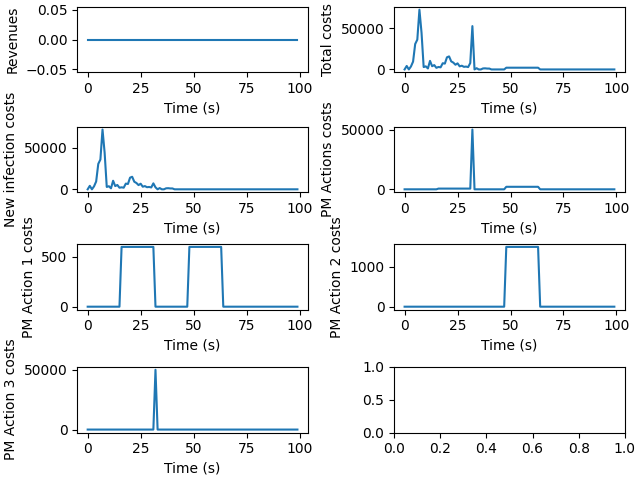 Revenues
0.05
0.00
−0.05
0 25 50 75 100
Time (s)
Total costs
50000
0
0 25 50 75 100
Time (s)
New infection costs
50000
0
0 25 50 75 100
Time (s)
PM Actions costs
50000
0
0 25 50 75 100
Time (s)
PM Action 1 costs
500
0
0 25 50 75 100
Time (s)
PM Action 2 costs
1000
0
0 25 50 75 100
Time (s)
PM Action 3 costs
50000
0
0 25 50 75 100
Time (s)
1.0
0.5
0.0
0.0 0.2 0.4 0.6 0.8 1.0